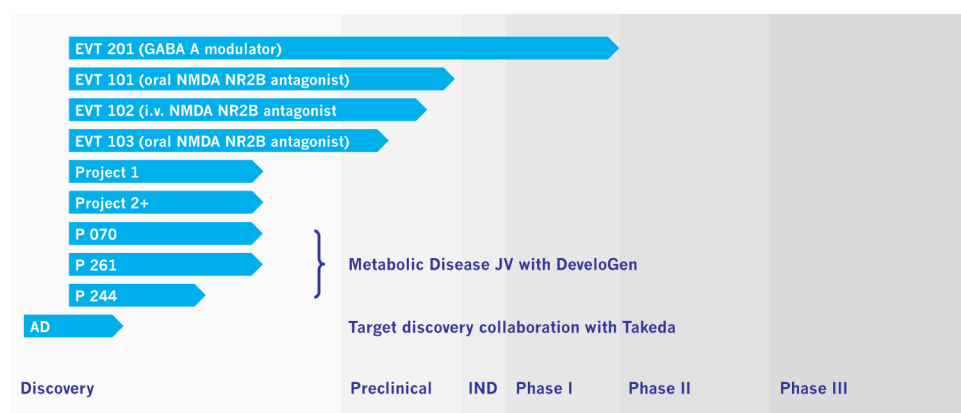 EVT 201 (GABA A modulator)
EVT 101 (oral NMDA NR2B antagonist)
EVT 102 (i.v. NMDA NR2B antagonist
EVT 103 (oral NMDA NR2B antagonist)
Project 1
Project 2+
P 070
P 261
Metabolic Disease JV with DeveloGen
P 244
AD
Target discovery collaboration with Takeda
Discovery
Preclinical
IND
Phase I
Phase II
Phase III